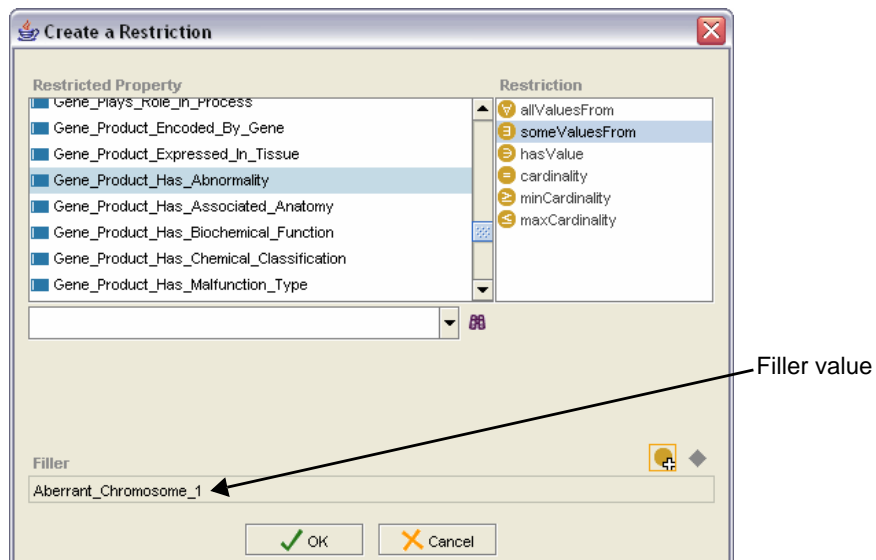 Create a Restriction
Restricted Property
Restriction
Gene_Plays_Role_In_Process
Gene_Product_Encoded_By_Gene
Gene_Product_Expressed_In_Tissue
Gene_Product_Has_Abnormality
Gene_Product_Has_Associated_Anatomy
Gene_Product_Has_Biochemical_Function
Gene_Product_Has_Chemical_Classification
Gene_Product_Has_Malfunction_Type
allValuesFrom
someValuesFrom
hasValue
cardinality
minCardinality
maxCardinality
Filler value
Filler
Aberrant_Chromosome_1
OK
Cancel